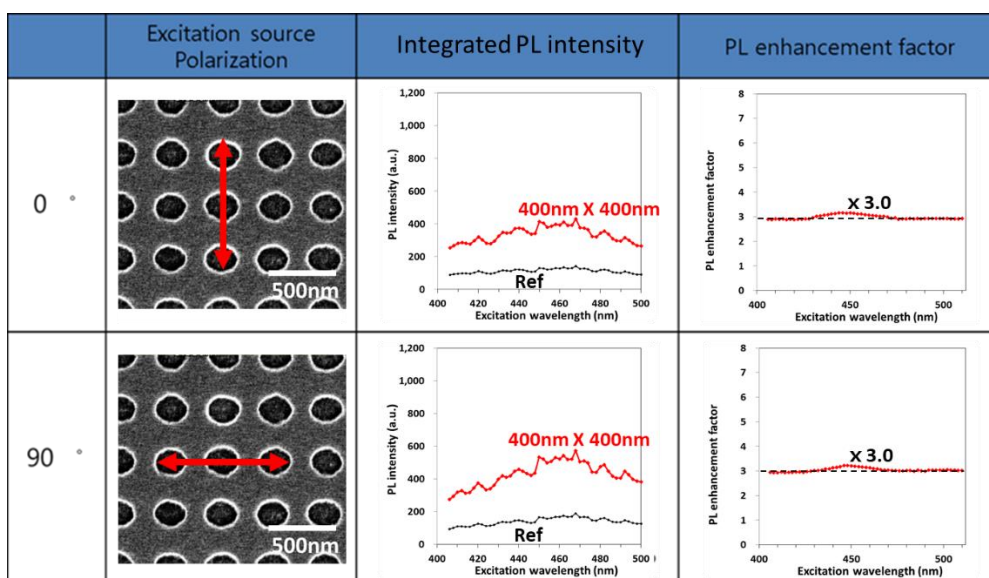 Excitation source
Polarization
Integrated PL intensity
PL enhancement factor
0 °
500nm
1,200
1,000
800
600
400
200
0
PL intensity (a.u.)
400nm X 400nm
Ref
400 420 440 460 480 500
Excitation wavelength (nm)
8
7
6
5
4
3
2
1
0
PL enhancement factor
x 3.0
400 450 500
Excitation wavelength (nm)
90 °
500nm
1,200
1,000
800
600
400
200
0
PL intensity (a.u.)
400nm X 400nm
Ref
400 420 440 460 480 500
Excitation wavelength (nm)
8
7
6
5
4
3
2
1
0
PL enhancement factor
x 3.0
400 450 500
Excitation wavelength (nm)